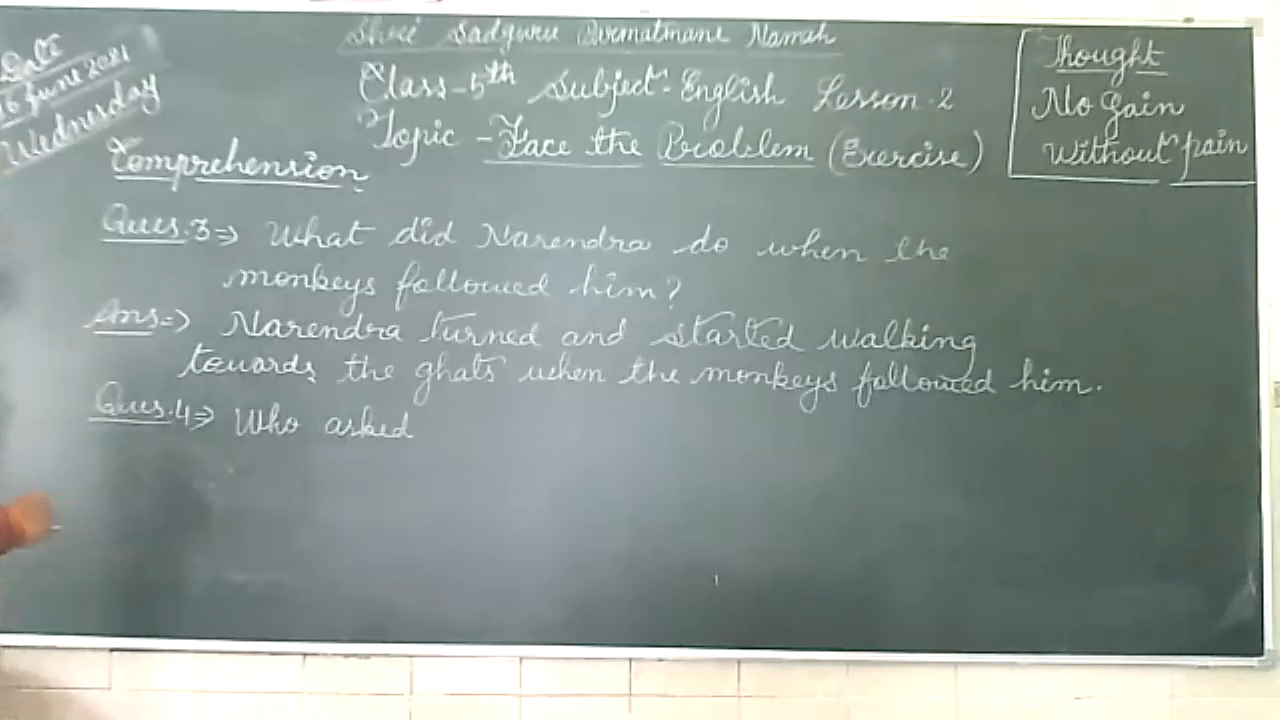 Shree Sadguru Parmatmane Namah
Date
16 June 2021
Wednesday
Class-5th Subject-English Lesson-2
Topic-Face the Problem (Exercise)
Thought
No Gain
Without pain
Comprehension
Ques.3⇒ What did Narendra do when the
monkeys followed him?
Ans⇒ Narendra turned and started walking
towards the ghats when the monkeys followed him.
Ques.4⇒ Who asked